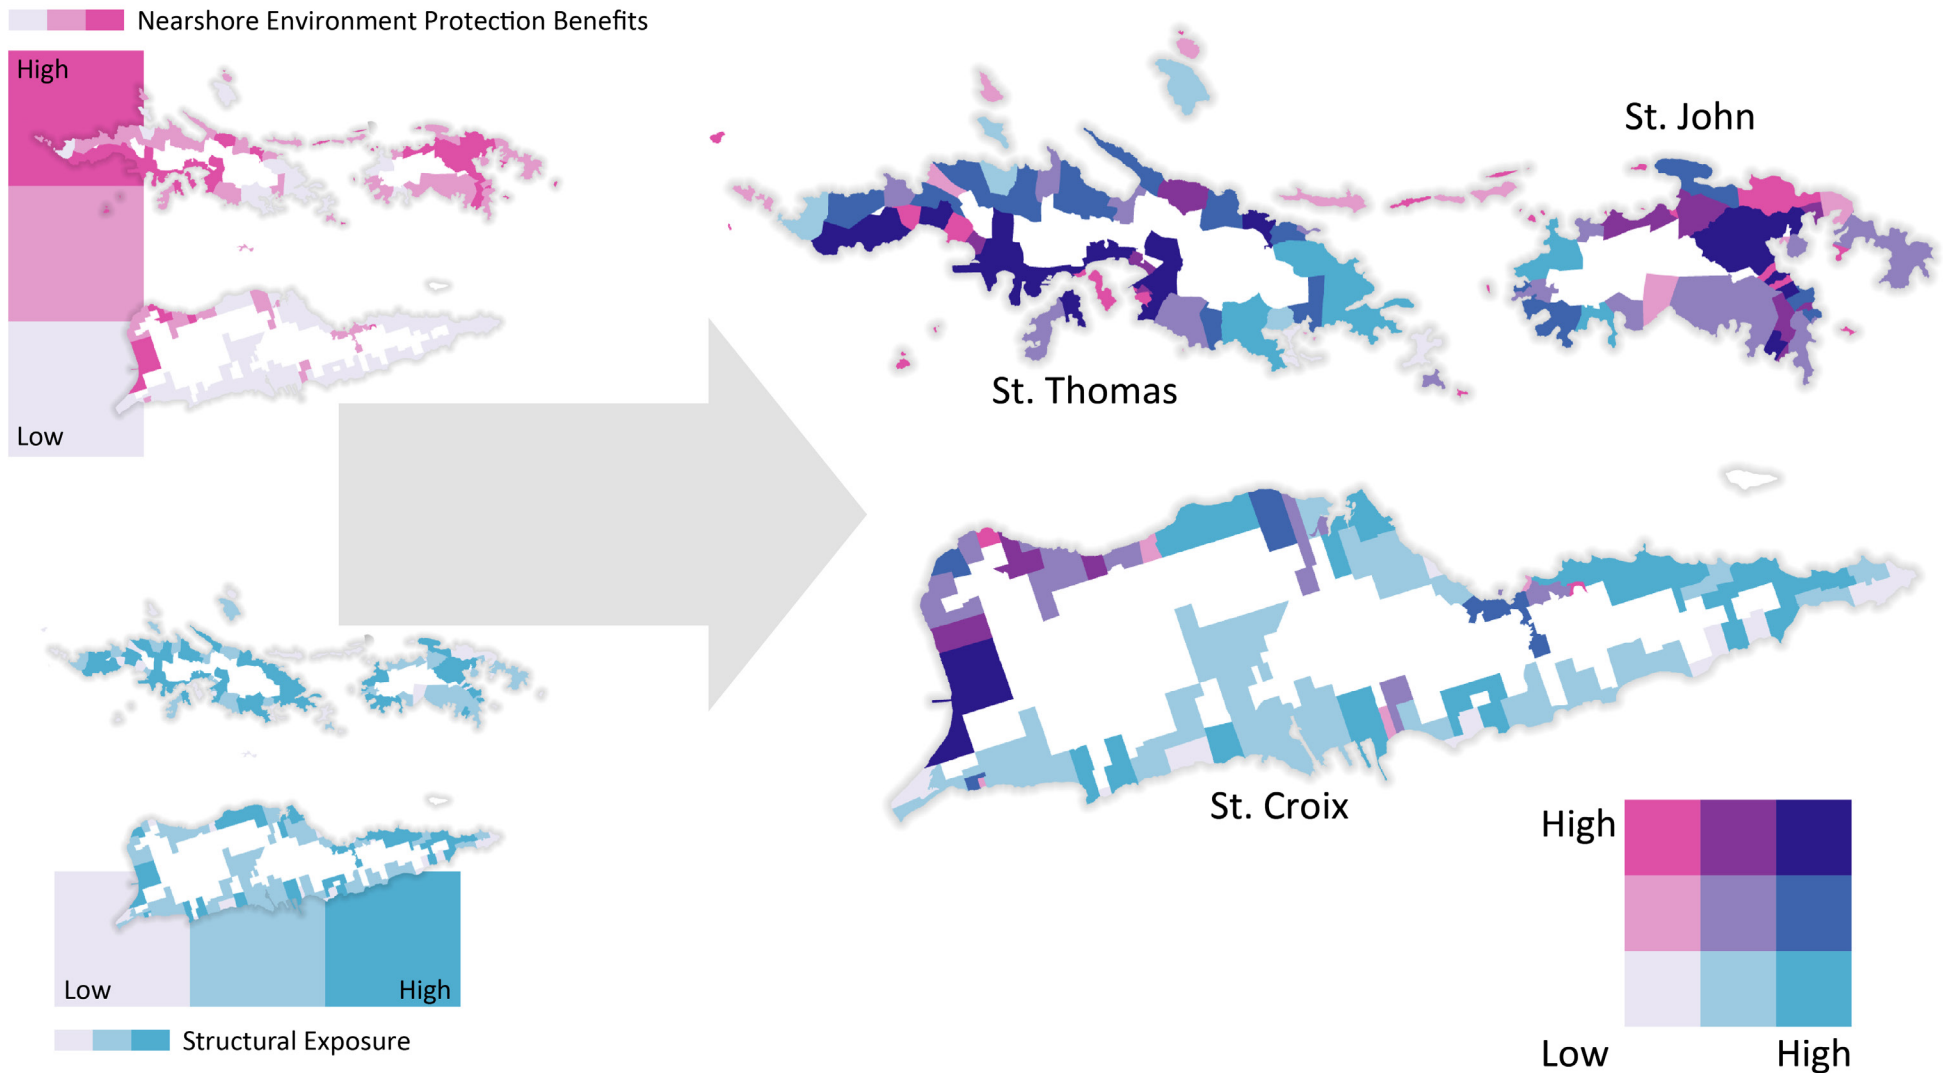 Nearshore Environment Protection Benefits
High
Low
Low
High
Structural Exposure
St. John
St. Thomas
St. Croix
High
Low
High